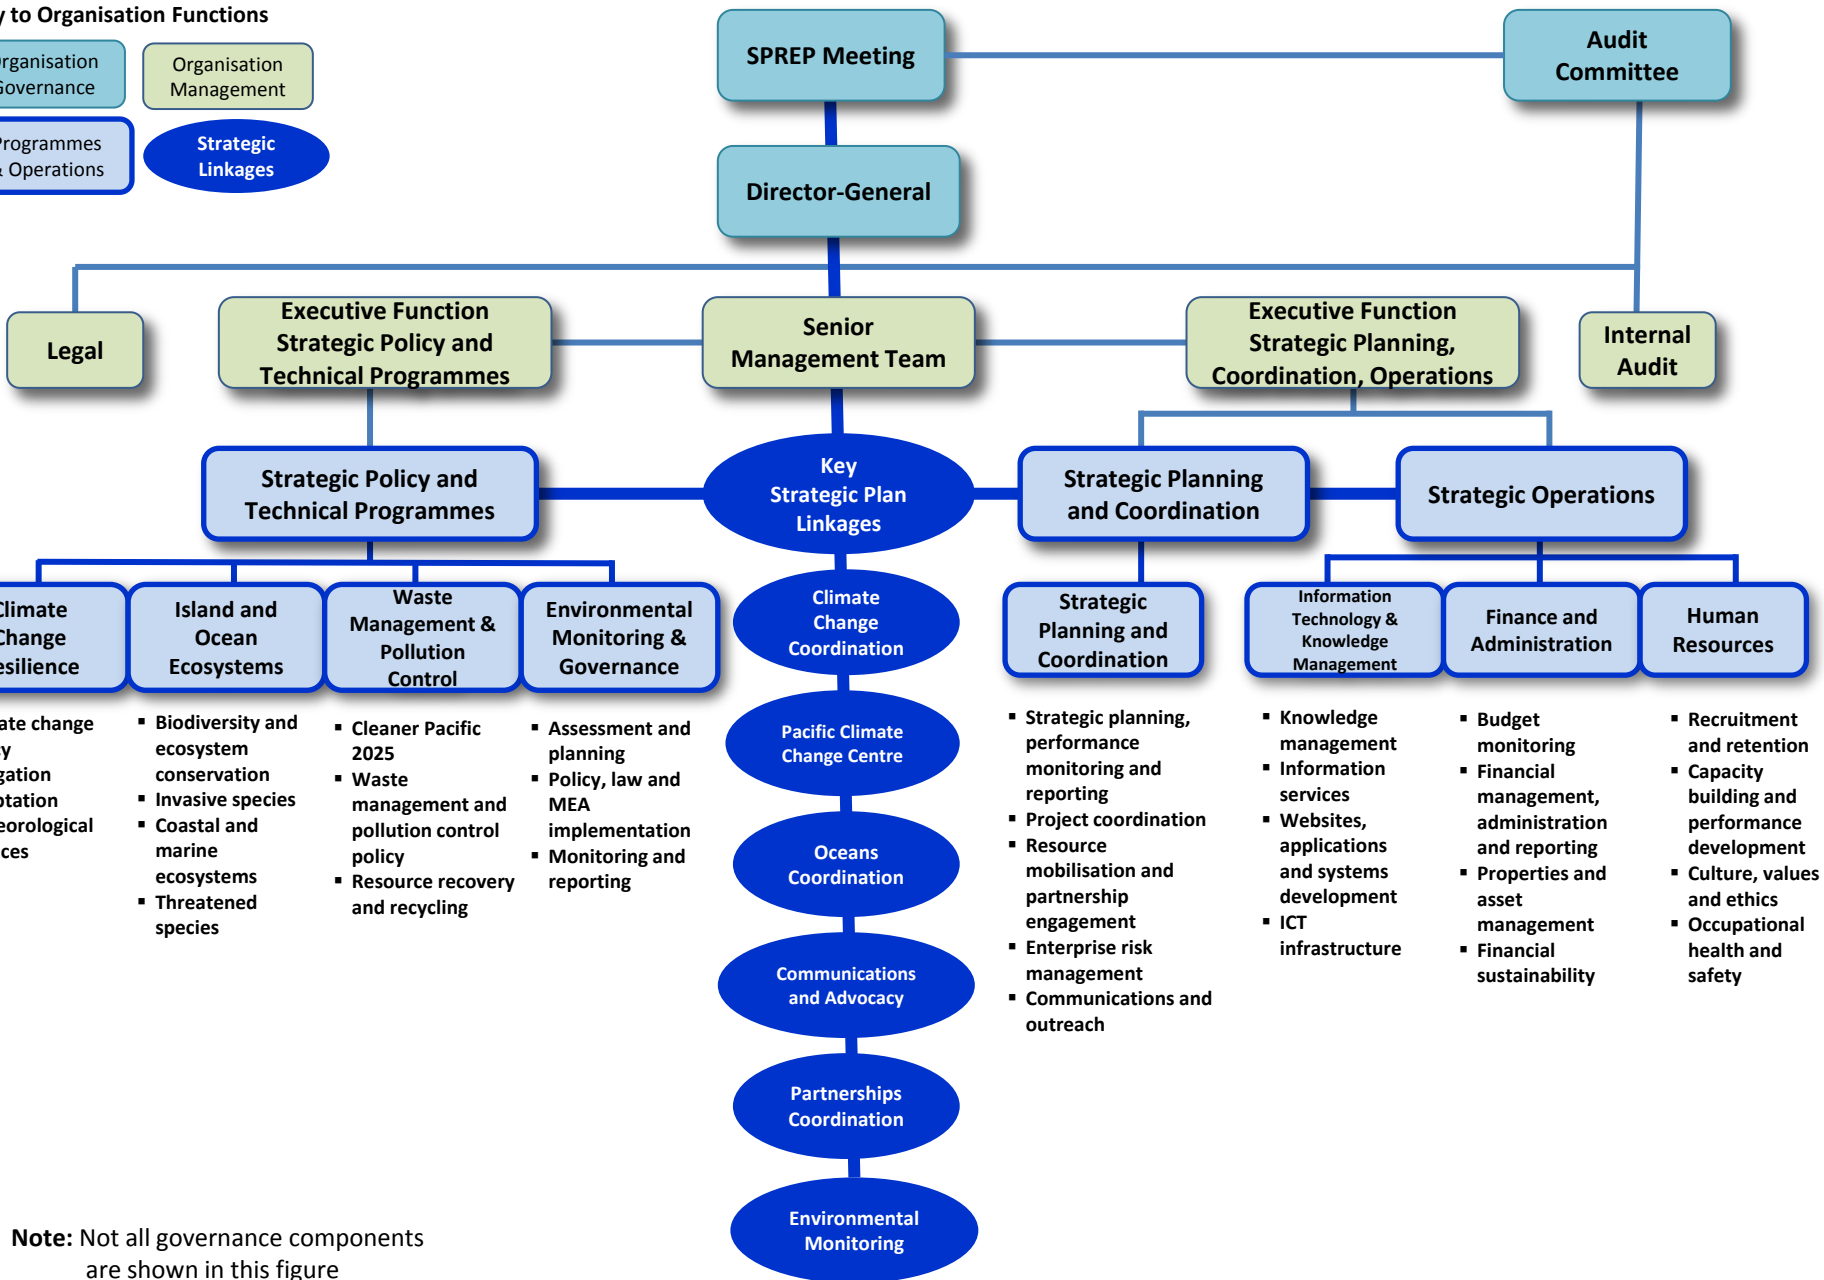 y to Organisation Functions
rganisation
Governance
Organisation
Management
Programmes
& Operations
Strategic
Linkages
SPREP Meeting
Audit
Committee
Director-General
Legal
Executive Function
Strategic Policy and
Technical Programmes
Senior
Management Team
Executive Function
Strategic Planning,
Coordination, Operations
Internal
Audit
Strategic Policy and
Technical Programmes
Key
Strategic Plan
Linkages
Strategic Planning
and Coordination
Strategic Operations
Climate
Change
esilience
Island and
Ocean
Ecosystems
Waste
Management &
Pollution
Control
Environmental
Monitoring &
Governance
Climate
Change
Coordination
Strategic
Planning and
Coordination
Information
Technology &
Knowledge
Management
Finance and
Administration
Human
Resources
ate change
cy
gation
ptation
eorological
ces
▪ Biodiversity and
ecosystem
conservation
▪ Invasive species
▪ Coastal and
marine
ecosystems
▪ Threatened
species
▪ Cleaner Pacific
2025
▪ Waste
management and
pollution control
policy
▪ Resource recovery
and recycling
▪ Assessment and
planning
▪ Policy, law and
MEA
implementation
▪ Monitoring and
reporting
Pacific Climate
Change Centre
Oceans
Coordination
Communications
and Advocacy
Partnerships
Coordination
Environmental
Monitoring
▪ Strategic planning,
performance
monitoring and
reporting
▪ Project coordination
▪ Resource
mobilisation and
partnership
engagement
▪ Enterprise risk
management
▪ Communications and
outreach
▪ Knowledge
management
▪ Information
services
▪ Websites,
applications
and systems
development
▪ ICT
infrastructure
▪ Budget
monitoring
▪ Financial
management,
administration
and reporting
▪ Properties and
asset
management
▪ Financial
sustainability
▪ Recruitment
and retention
▪ Capacity
building and
performance
development
▪ Culture, values
and ethics
▪ Occupational
health and
safety
Note: Not all governance components
are shown in this figure